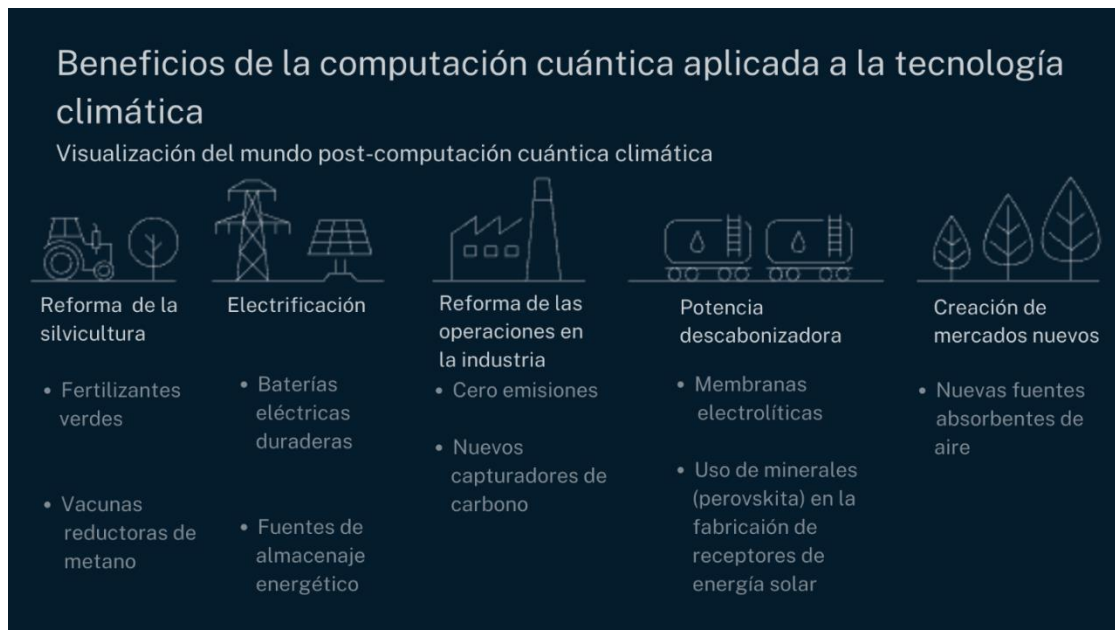 Beneficios de la computación cuántica aplicada a la tecnología
climática
Visualización del mundo post-computación cuántica climática
Reforma de la
silvicultura
• Fertilizantes
verdes
• Vacunas
reductoras de
metano
Electrificación
• Baterías
eléctricas
duraderas
• Fuentes de
almacenaje
energético
Reforma de las
operaciones en
la industria
• Cero emisiones
• Nuevos
capturadores de
carbono
Potencia
descabonizadora
• Membranas
electrolíticas
• Uso de minerales
(perovskita) en la
fabricaión de
receptores de
energía solar
Creación de
mercados nuevos
• Nuevas fuentes
absorbentes de
aire